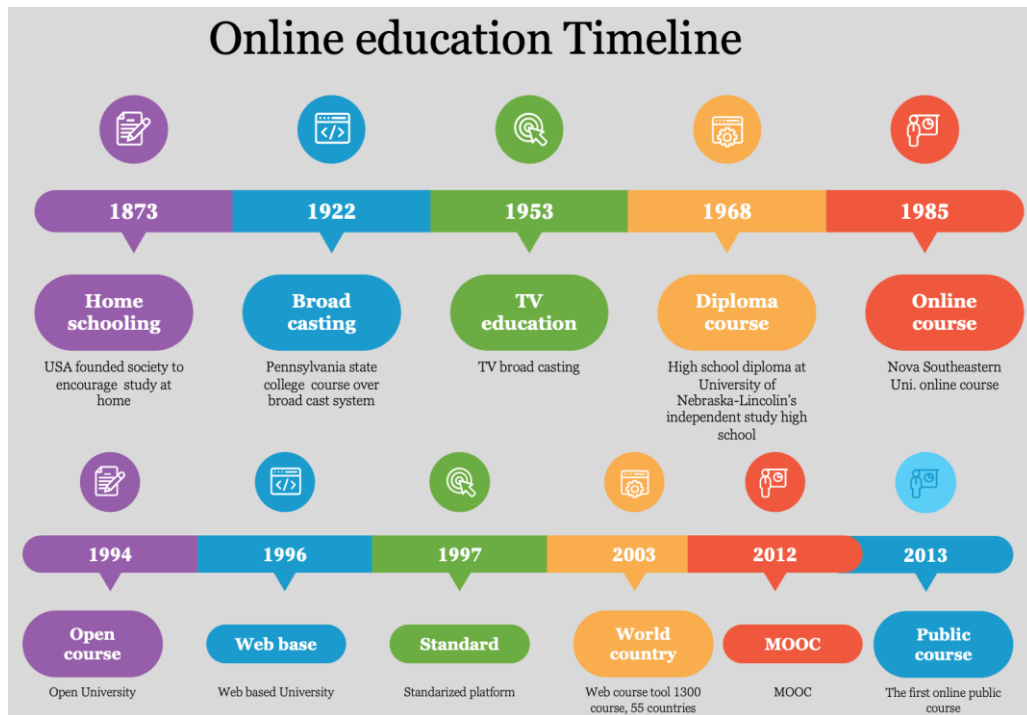 Online education Timeline
1873
1922
1953
1968
1985
Home
schooling
Broad
casting
TV
education
Diploma
course
Online
course
USA founded society to
encourage study at
home
Pennsylvania state
college course over
broad cast system
TV broad casting
High school diploma at
University of
Nebraska-Lincolin's
independent study high
school
Nova Southeastern
Uni. online course
1994
1996
1997
2003
2012
2013
Open
course
Web base
Standard
World
country
MOOC
Public
course
Open University
Web based University
Standarized platform
Web course tool 1300
course, 55 countries
MOOC
The first online public
course